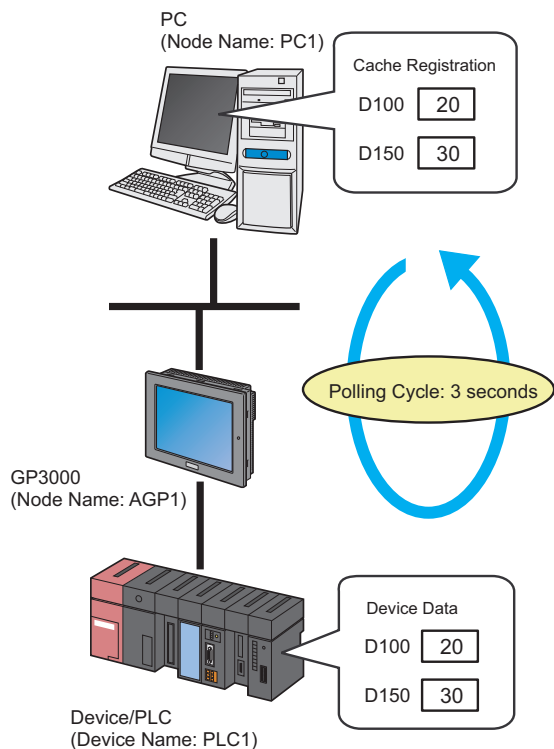 PC
(Node Name: PC1)
Cache Registration
D100 20
D150 30
Polling Cycle: 3 seconds
GP3000
(Node Name: AGP1)
Device Data
D100 20
D150 30
Device/PLC
(Device Name: PLC1)